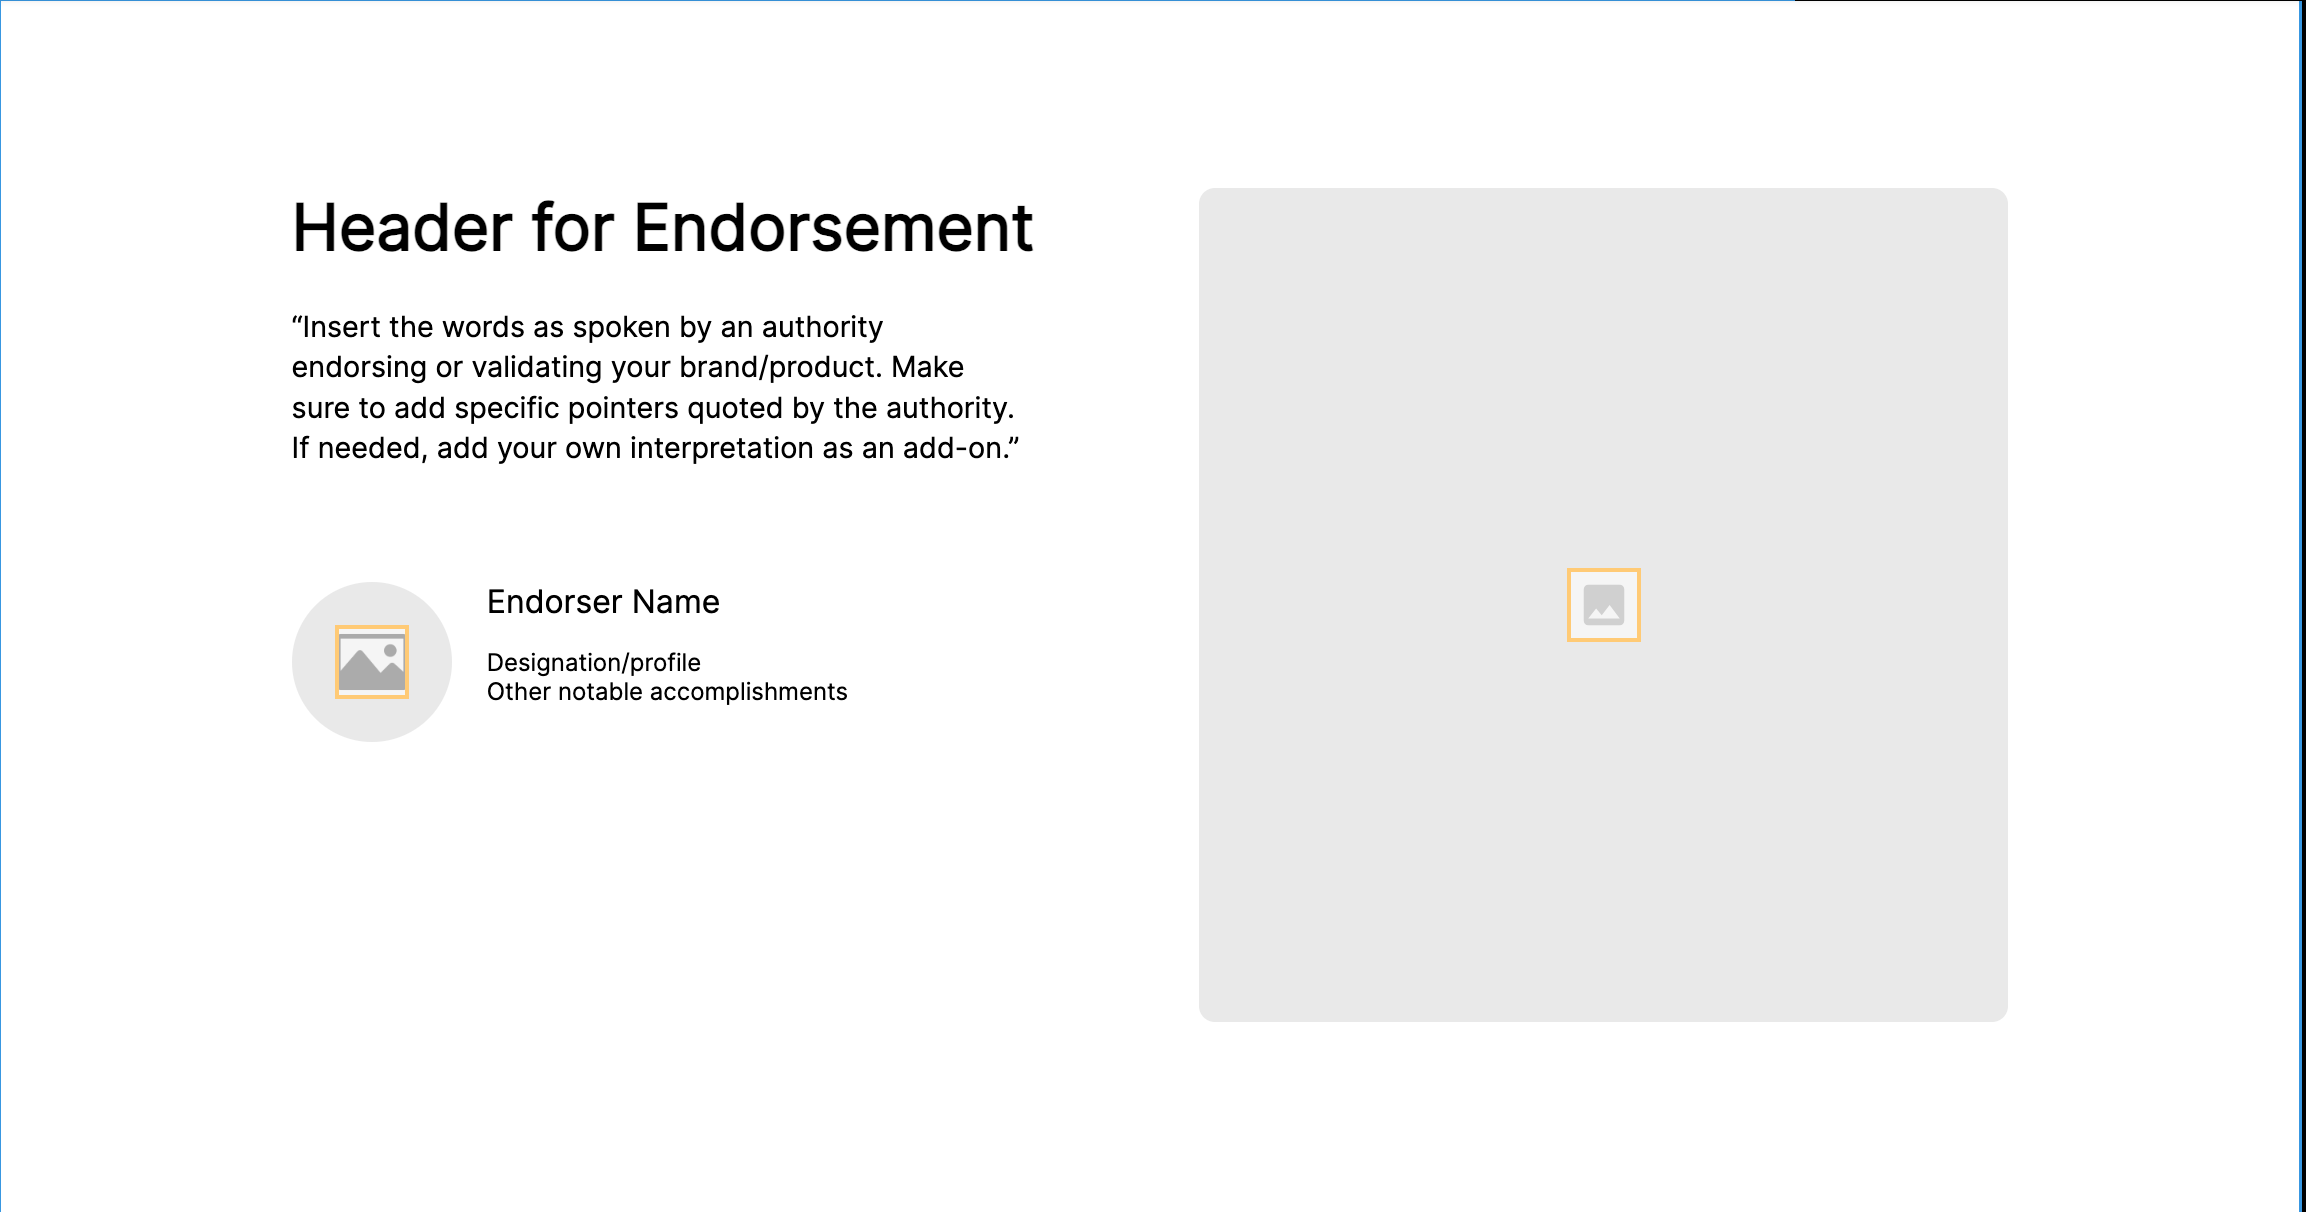 Header for Endorsement
“Insert the words as spoken by an authority
endorsing or validating your brand/product. Make
sure to add specific pointers quoted by the authority.
If needed, add your own interpretation as an add-on.”
Endorser Name
Designation/profile
Other notable accomplishments